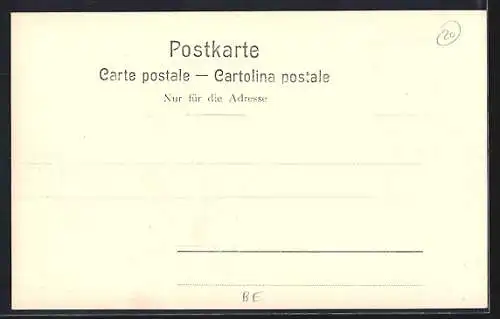 20
Postkarte
Carte postale — Cartolina postale
Nur für die Adresse
BE